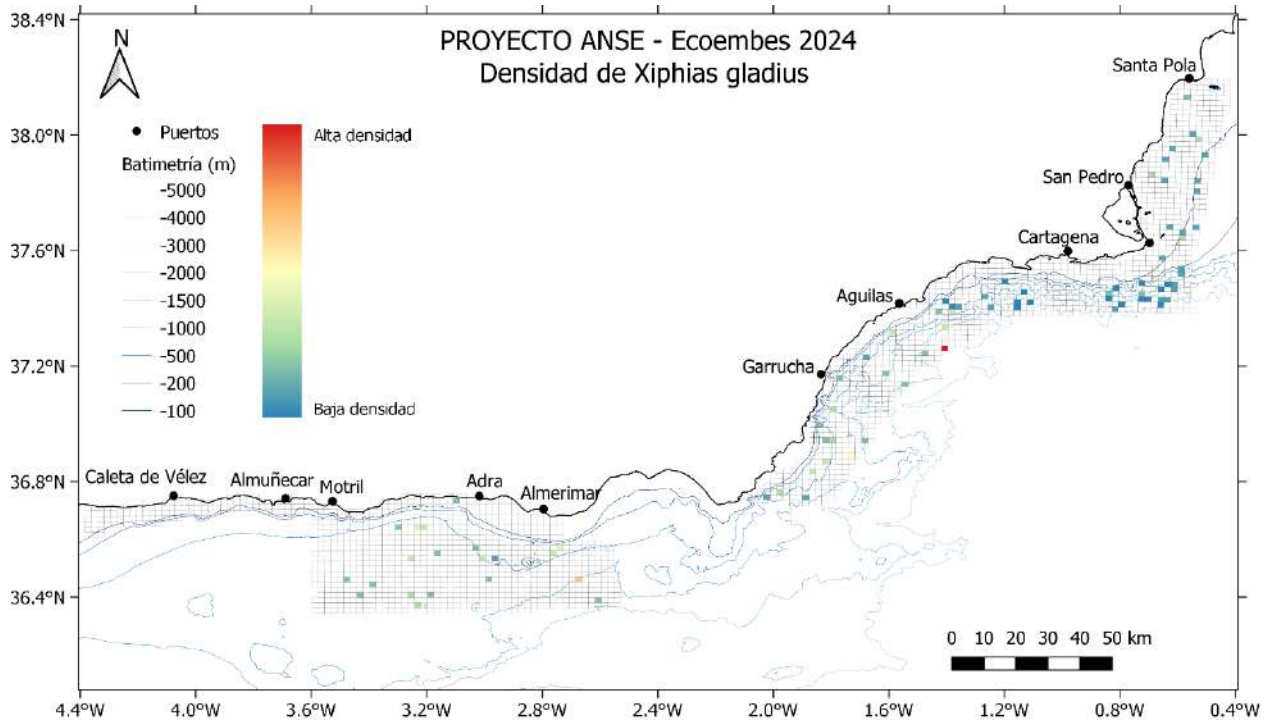 PROYECTO ANSE - Ecoembes 2024
Densidad de Xiphias gladius
N
Puertos
Batimetría (m)
-5000
-4000
-3000
-2000
-1500
-1000
-500
-200
-100
Alta densidad
Baja densidad
Santa Pola
San Pedro
Cartagena
Aguilas
Garrucha
Caleta de Vélez
Almuñecar
Motril
Adra
Almerimar
38.4°N
38.0°N
37.6°N
37.2°N
36.8°N
36.4°N
0 10 20 30 40 50 km
4.4°W 4.0°W 3.6°W 3.2°W 2.8°W 2.4°W 2.0°W 1.6°W 1.2°W 0.8°W 0.4°W